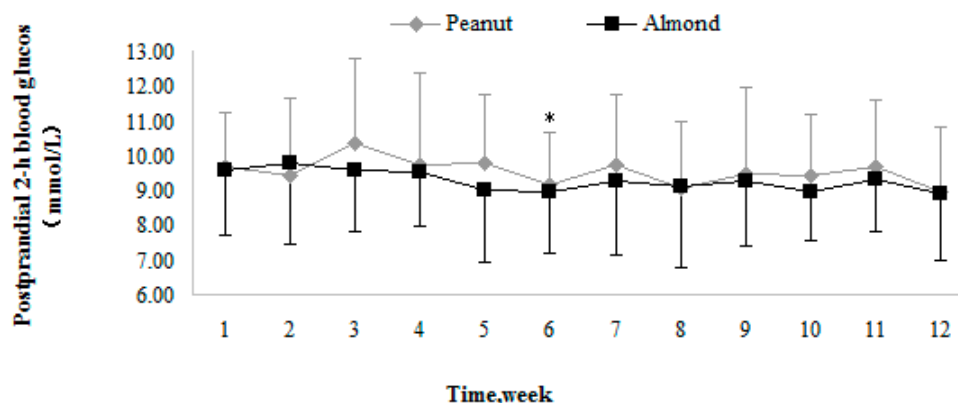 Peanut Almond
Postprandial 2-h blood glucos
( mmol/L)
13.00
12.00
11.00
10.00
9.00
8.00
7.00
6.00
*
1 2 3 4 5 6 7 8 9 10 11 12
Time,week